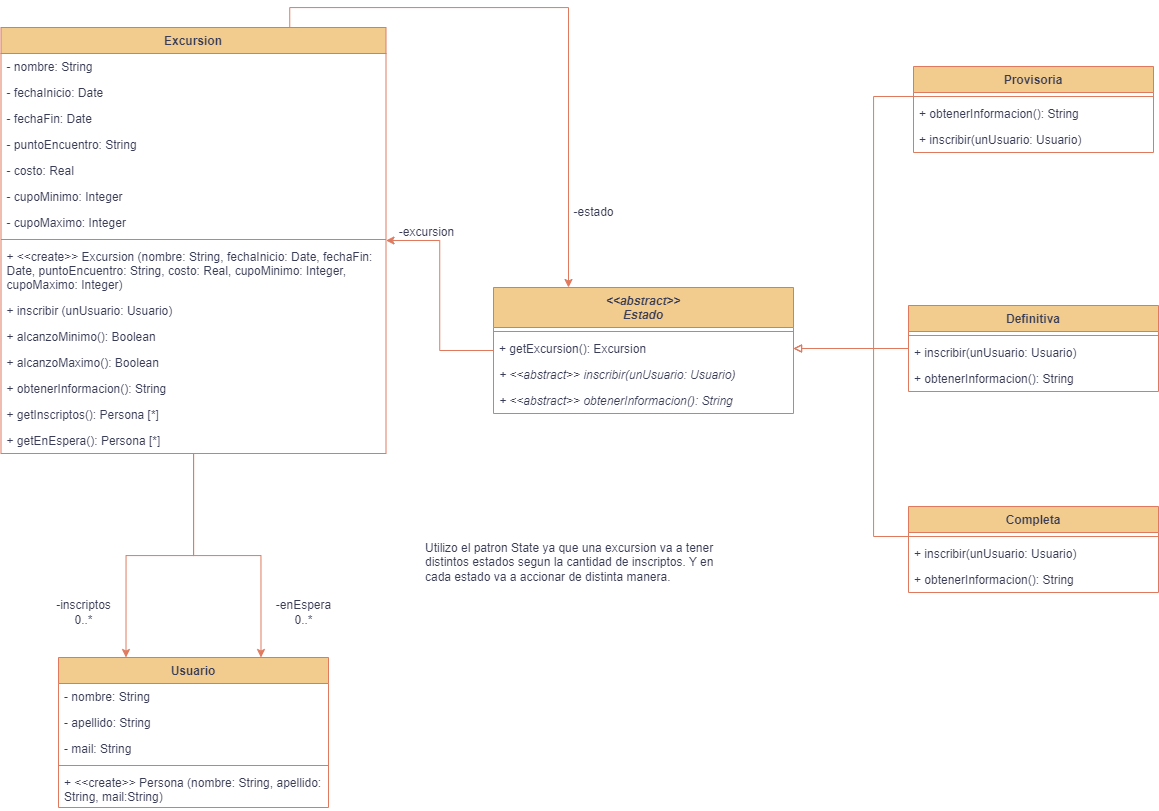 Excursion
- nombre: String
- fechaInicio: Date
- fechaFin: Date
- puntoEncuentro: String
- costo: Real
- cupoMinimo: Integer
- cupoMaximo: Integer
+ <<create>> Excursion (nombre: String, fechaInicio: Date, fechaFin:
Date, puntoEncuentro: String, costo: Real, cupoMinimo: Integer,
cupoMaximo: Integer)
+ inscribir (unUsuario: Usuario)
+ alcanzoMinimo(): Boolean
+ alcanzoMaximo(): Boolean
+ obtenerInformacion(): String
+ getInscriptos(): Persona [*]
+ getEnEspera(): Persona [*]
-estado
-excursion
<<abstract>>
Estado
+ getExcursion(): Excursion
+ <<abstract>> inscribir(unUsuario: Usuario)
+ <<abstract>> obtenerInformacion(): String
Provisoria
+ obtenerInformacion(): String
+ inscribir(unUsuario: Usuario)
Definitiva
+ inscribir(unUsuario: Usuario)
+ obtenerInformacion(): String
Completa
+ inscribir(unUsuario: Usuario)
+ obtenerInformacion(): String
Utilizo el patron State ya que una excursion va a tener
distintos estados segun la cantidad de inscriptos. Y en
cada estado va a accionar de distinta manera.
-inscriptos
0..*
-enEspera
0..*
Usuario
- nombre: String
- apellido: String
- mail: String
+ <<create>> Persona (nombre: String, apellido:
String, mail:String)